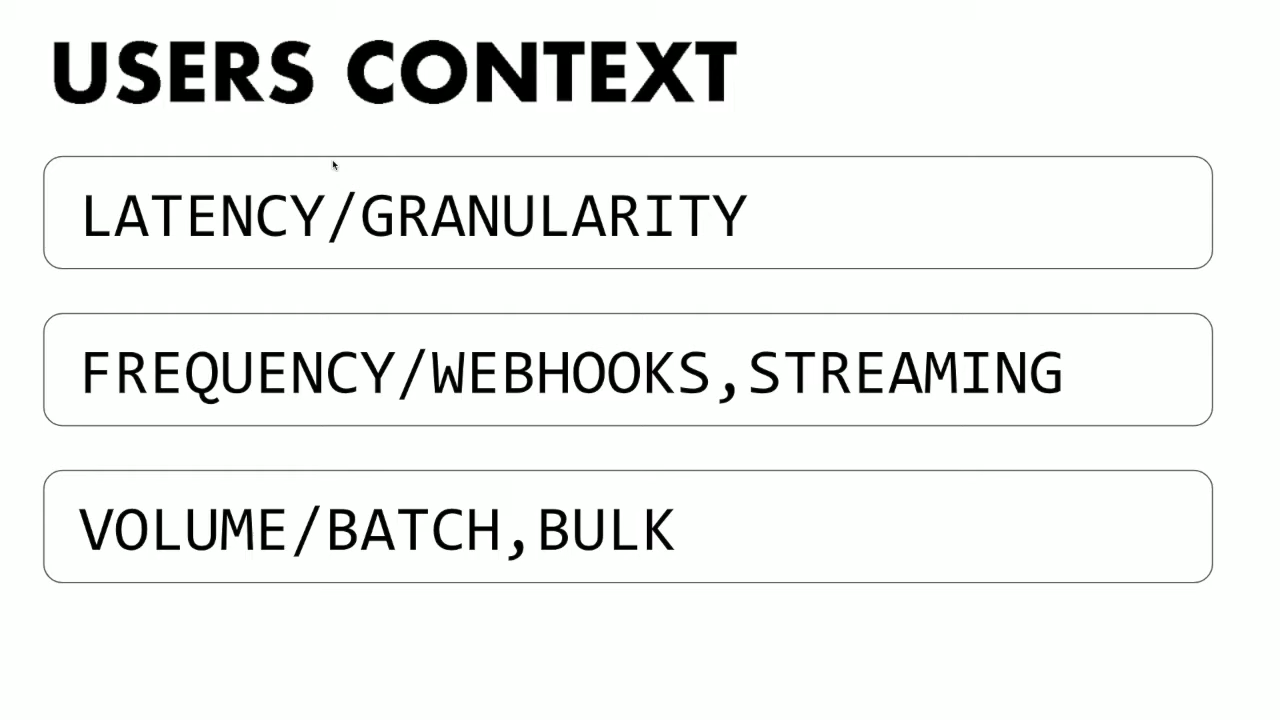 USERS CONTEXT
LATENCY/GRANULARITY
FREQUENCY/WEBHOOKS,STREAMING
VOLUME/BATCH,BULK